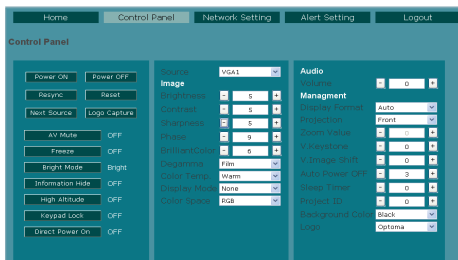 Home Control Panel Network Setting Alert Setting Logout
Control Panel
Power ON Power OFF
Resync Reset
Next Source Logo Capture
AV Mute OFF
Freeze OFF
Bright Mode Bright
Information Hide OFF
High Altitude OFF
Keypad Lock OFF
Direct Power On OFF
Source VGA1
Image
Brightness - 5 +
Contrast - 5 +
Sharpness - 5 +
Phase - 9 +
BrilliantColor - 6 +
Degamma Film
Color Temp. Warm
Display Mode None
Color Space RGB
Audio
Volume - 0 +
Managment
Display Format Auto
Projection Front
Zoom Value - 0 +
V.Keystone - 0 +
V.Image Shift - 0 +
Auto Power OFF - 3 +
Sleep Timer - 0 +
Project ID - 0 +
Background Color Black
Logo Optoma